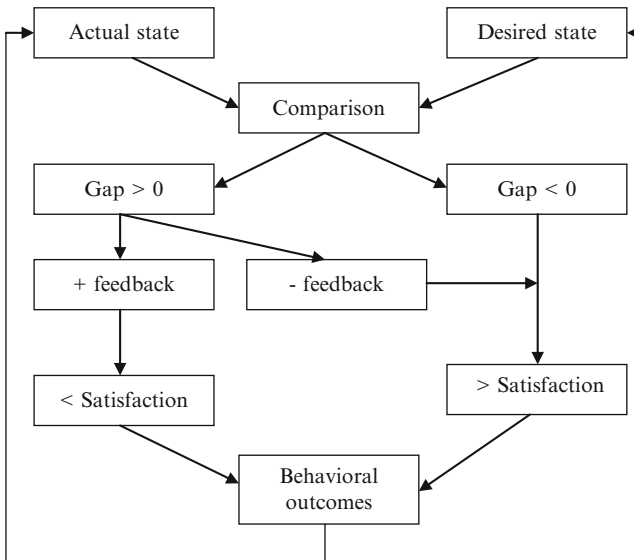 Actual state
Desired state
Comparison
Gap > 0
Gap < 0
+ feedback
- feedback
< Satisfaction
> Satisfaction
Behavioral
outcomes